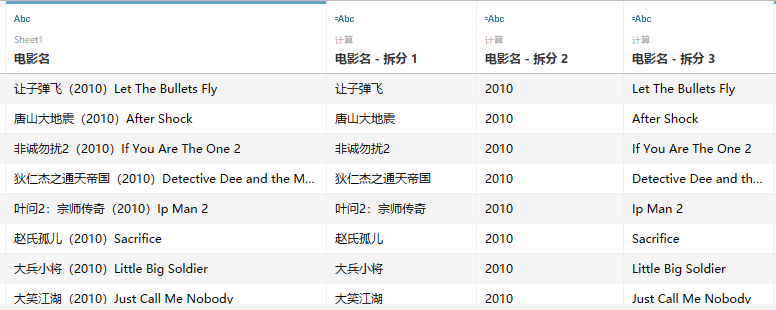 Abc =Abc =Abc =Abc
Sheet1 计算 计算 计算
电影名 电影名 - 拆分 1 电影名 - 拆分 2 电影名 - 拆分 3
让子弹飞（2010）Let The Bullets Fly 让子弹飞 2010 Let The Bullets Fly
唐山大地震（2010）After Shock 唐山大地震 2010 After Shock
非诚勿扰2（2010）If You Are The One 2 非诚勿扰2 2010 If You Are The One 2
狄仁杰之通天帝国（2010）Detective Dee and the M... 狄仁杰之通天帝国 2010 Detective Dee and the...
叶问2：宗师传奇（2010）Ip Man 2 叶问2：宗师传奇 2010 Ip Man 2
赵氏孤儿（2010）Sacrifice 赵氏孤儿 2010 Sacrifice
大兵小将（2010）Little Big Soldier 大兵小将 2010 Little Big Soldier
大笑江湖（2010）Just Call Me Nobody 大笑江湖 2010 Just Call Me Nobody